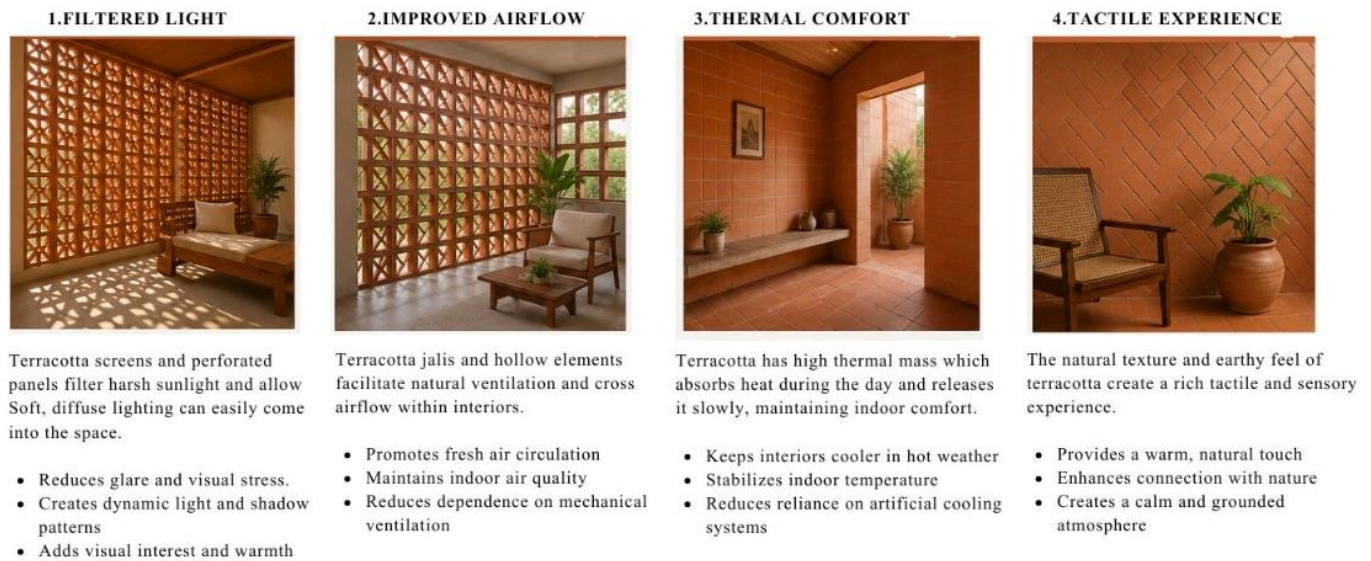 1.FILTERED LIGHT
Terracotta screens and perforated
panels filter harsh sunlight and allow
Soft, diffuse lighting can easily come
into the space.
• Reduces glare and visual stress.
• Creates dynamic light and shadow
patterns
• Adds visual interest and warmth
2.IMPROVED AIRFLOW
Terracotta jalis and hollow elements
facilitate natural ventilation and cross
airflow within interiors.
• Promotes fresh air circulation
• Maintains indoor air quality
• Reduces dependence on mechanical
ventilation
3.THERMAL COMFORT
Terracotta has high thermal mass which
absorbs heat during the day and releases
it slowly, maintaining indoor comfort.
• Keeps interiors cooler in hot weather
• Stabilizes indoor temperature
• Reduces reliance on artificial cooling
systems
4.TACTILE EXPERIENCE
The natural texture and earthy feel of
terracotta create a rich tactile and sensory
experience.
• Provides a warm, natural touch
• Enhances connection with nature
• Creates a calm and grounded
atmosphere